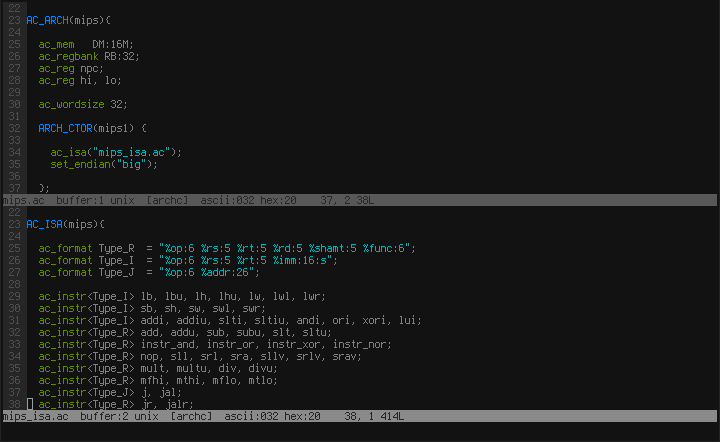 22
23 AC_ARCH(mips){
24
25 ac_mem DM:16M;
26 ac_regbank RB:32;
27 ac_reg npc;
28 ac_reg hi, lo;
29
30 ac_wordsize 32;
31
32 ARCH_CTOR(mips1) {
33
34 ac_isa("mips_isa.ac");
35 set_endian("big");
36
37 };
mips.ac buffer:1 unix [archc] ascii:032 hex:20 37, 2 38L
22
23 AC_ISA(mips){
24
25 ac_format Type_R = "%op:6 %rs:5 %rt:5 %rd:5 %shamt:5 %func:6";
26 ac_format Type_I = "%op:6 %rs:5 %rt:5 %imm:16:s";
27 ac_format Type_J = "%op:6 %addr:26";
28
29 ac_instr<Type_I> lb, lbu, lh, lhu, lw, lwl, lwr;
30 ac_instr<Type_I> sb, sh, sw, swl, swr;
31 ac_instr<Type_I> addi, addiu, slti, sltiu, andi, ori, xori, lui;
32 ac_instr<Type_R> add, addu, sub, subu, slt, sltu;
33 ac_instr<Type_R> instr_and, instr_or, instr_xor, instr_nor;
34 ac_instr<Type_R> nop, sll, srl, sra, sllv, srlv, srav;
35 ac_instr<Type_R> mult, multu, div, divu;
36 ac_instr<Type_R> mfhi, mthi, mflo, mtlo;
37 ac_instr<Type_J> j, jal;
38 ac_instr<Type_R> jr, jalr;
mips_isa.ac buffer:2 unix [archc] ascii:032 hex:20 38, 1 414L